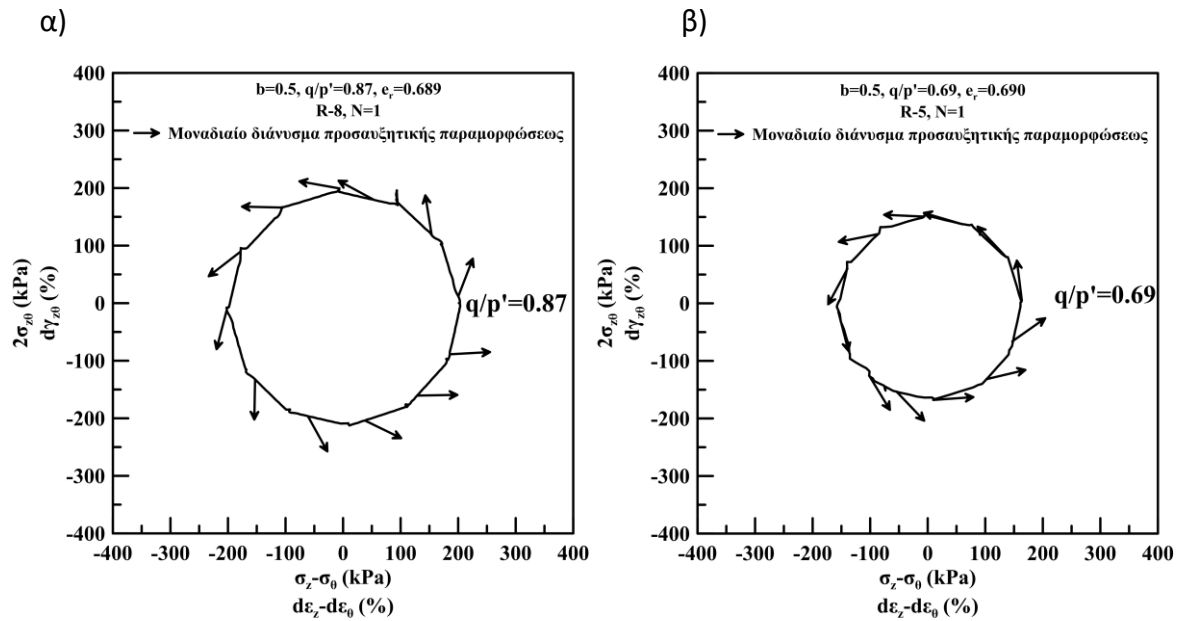 α)
b=0.5, q/p'=0.87, eᵣ=0.689
R-8, N=1
Μοναδιαίο διάνυσμα προσαυξητικής παραμορφώσεως
400
300
200
100
0
-100
-200
-300
-400
2σ_zθ (kPa)
dγ_zθ (%)
q/p'=0.87
-400 -300 -200 -100 0 100 200 300 400
σ_z-σ_θ (kPa)
dε_z-dε_θ (%)
β)
b=0.5, q/p'=0.69, eᵣ=0.690
R-5, N=1
Μοναδιαίο διάνυσμα προσαυξητικής παραμορφώσεως
400
300
200
100
0
-100
-200
-300
-400
2σ_zθ (kPa)
dγ_zθ (%)
q/p'=0.69
-400 -300 -200 -100 0 100 200 300 400
σ_z-σ_θ (kPa)
dε_z-dε_θ (%)